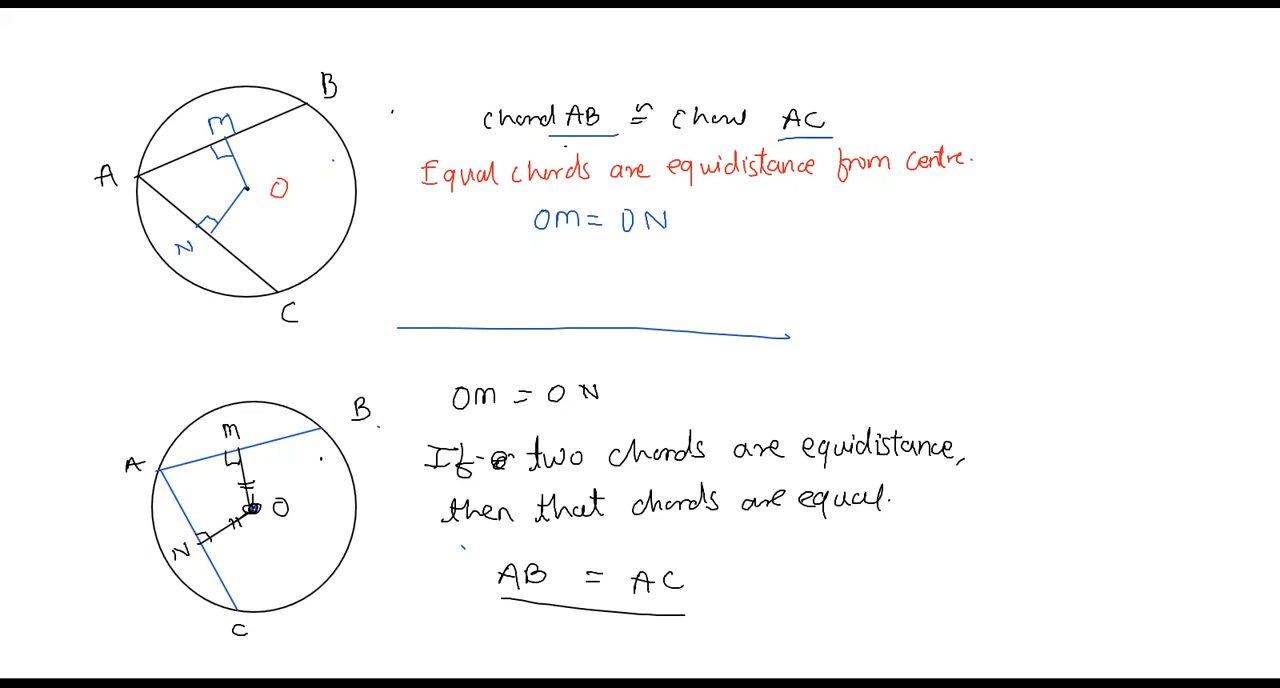 B
chord AB ≅ chord AC
M
Equal chords are equidistance from centre.
A
O
OM = ON
N
C
OM = ON
B
M
If two chords are equidistance,
A
then that chords are equal.
O
N
AB = AC
C